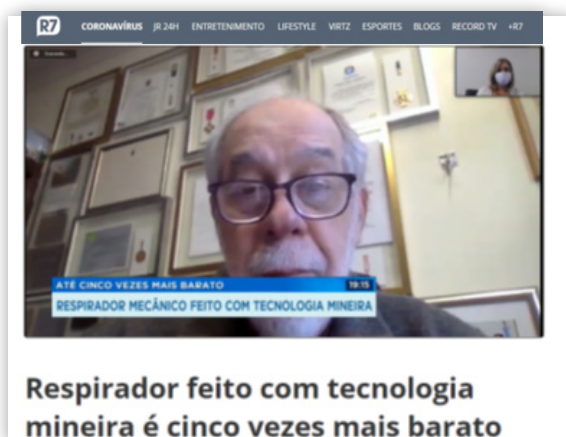 R7 CORONAVÍRUS JR 24H ENTRETENIMENTO LIFESTYLE VIRTZ ESPORTES BLOGS RECORD TV +R7
ATÉ CINCO VEZES MAIS BARATO 19:15
RESPIRADOR MECÂNICO FEITO COM TECNOLOGIA MINEIRA
Respirador feito com tecnologia
mineira é cinco vezes mais barato